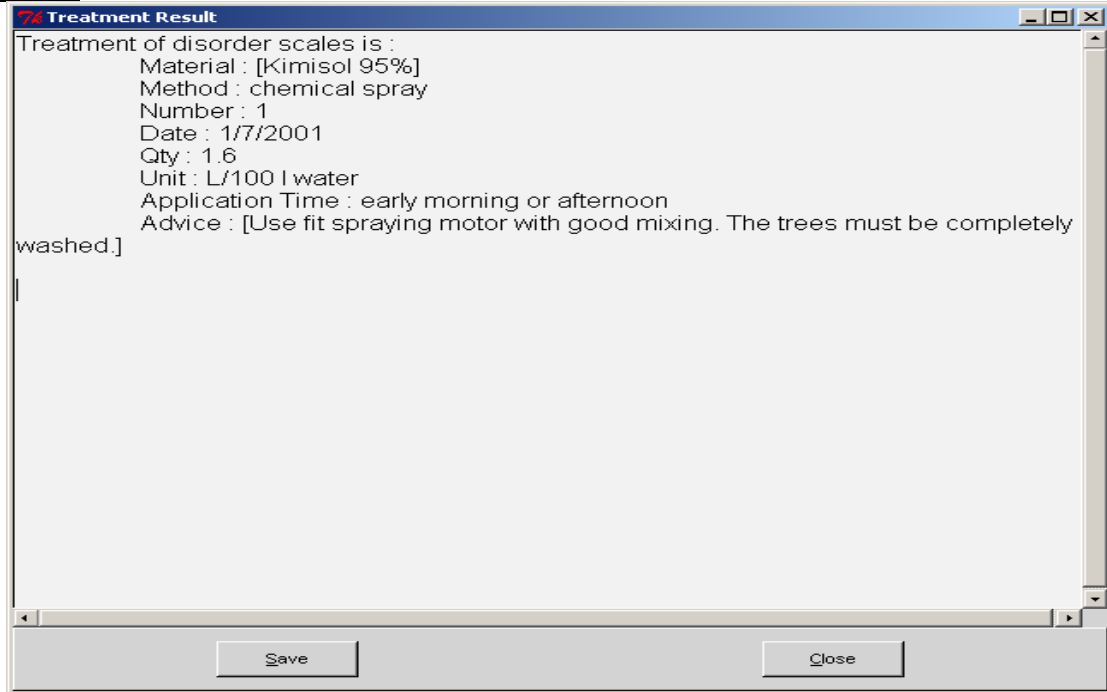 Treatment Result
Treatment of disorder scales is :
Material : [Kimisol 95%]
Method : chemical spray
Number : 1
Date : 1/7/2001
Qty : 1.6
Unit : L/100 l water
Application Time : early morning or afternoon
Advice : [Use fit spraying motor with good mixing. The trees must be completely
washed.]
Save
Close